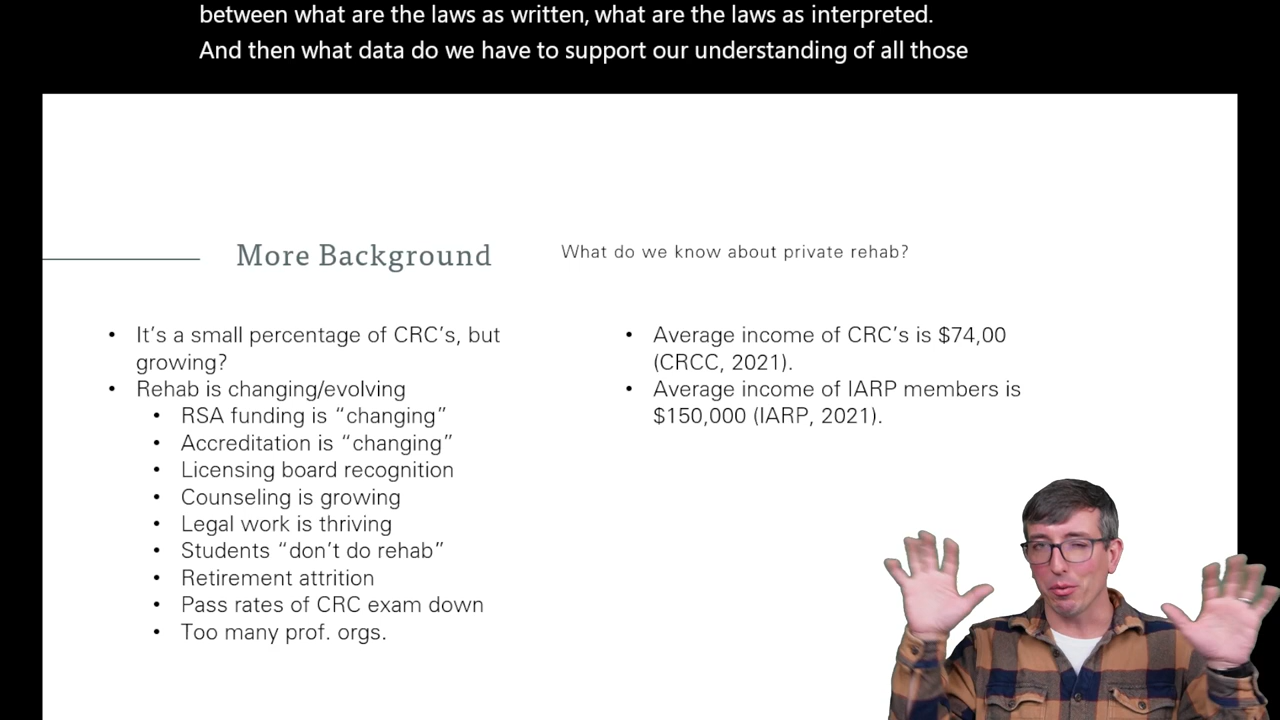 between what are the laws as written, what are the laws as interpreted.
And then what data do we have to support our understanding of all those
More Background
What do we know about private rehab?
• It's a small percentage of CRC's, but
growing?
• Rehab is changing/evolving
• RSA funding is “changing”
• Accreditation is “changing”
• Licensing board recognition
• Counseling is growing
• Legal work is thriving
• Students “don't do rehab”
• Retirement attrition
• Pass rates of CRC exam down
• Too many prof. orgs.
• Average income of CRC's is $74,00
(CRCC, 2021).
• Average income of IARP members is
$150,000 (IARP, 2021).